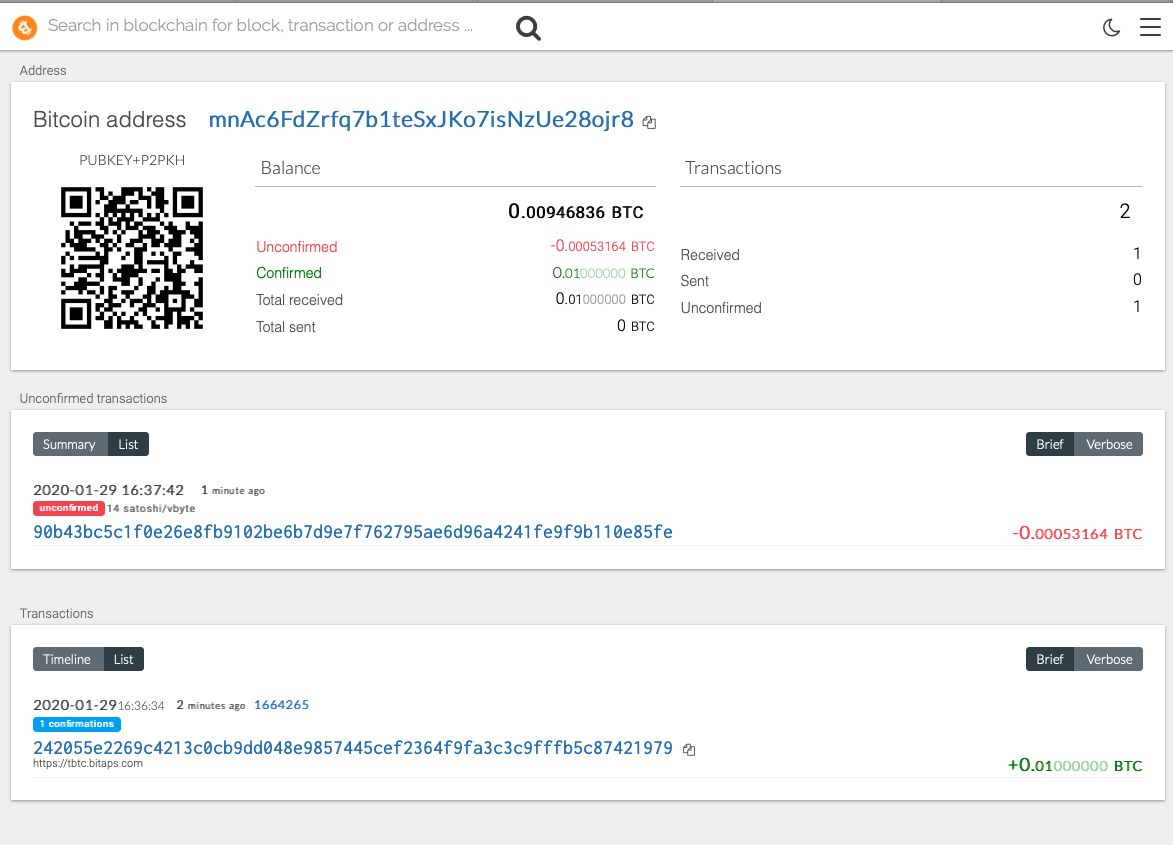 Search in blockchain for block, transaction or address ...
Address
Bitcoin address mnAc6FdZrfq7b1teSxJKo7isNzUe28ojr8
PUBKEY+P2PKH
Balance
0.00946836 BTC
Unconfirmed -0.00053164 BTC
Confirmed 0.01000000 BTC
Total received 0.01000000 BTC
Total sent 0 BTC
Transactions
2
Received 1
Sent 0
Unconfirmed 1
Unconfirmed transactions
Summary List Brief Verbose
2020-01-29 16:37:42 1 minute ago
unconfirmed 14 satoshi/vbyte
90b43bc5c1f0e26e8fb9102be6b7d9e7f762795ae6d96a4241fe9f9b110e85fe -0.00053164 BTC
Transactions
Timeline List Brief Verbose
2020-01-29 16:36:34 2 minutes ago 1664265
1 confirmations
242055e2269c4213c0cb9dd048e9857445cef2364f9fa3c3c9fffb5c87421979
https://tbtc.bitaps.com +0.01000000 BTC